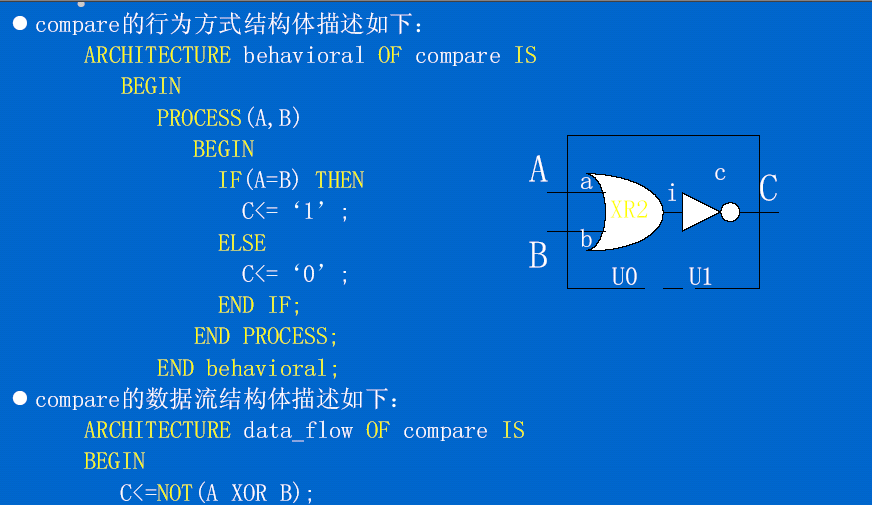 compare的行为方式结构体描述如下：
ARCHITECTURE behavioral OF compare IS
BEGIN
PROCESS(A,B)
BEGIN
IF(A=B) THEN
C<= ‘1’;
ELSE
C<= ‘0’;
END IF;
END PROCESS;
END behavioral;
compare的数据流结构体描述如下：
ARCHITECTURE data_flow OF compare IS
BEGIN
C<=NOT(A XOR B);
A
a
XR2
i
c
C
B
b
U0
U1